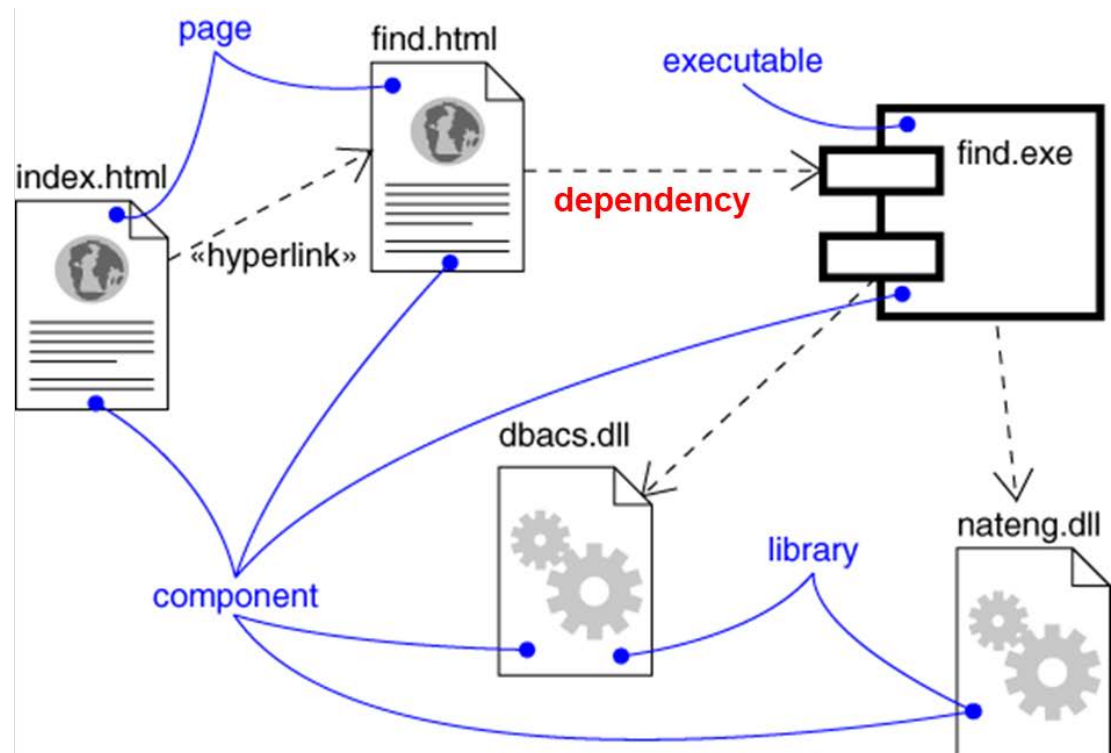 page
find.html
executable
index.html
find.exe
dependency
«hyperlink»
dbacs.dll
nateng.dll
library
component